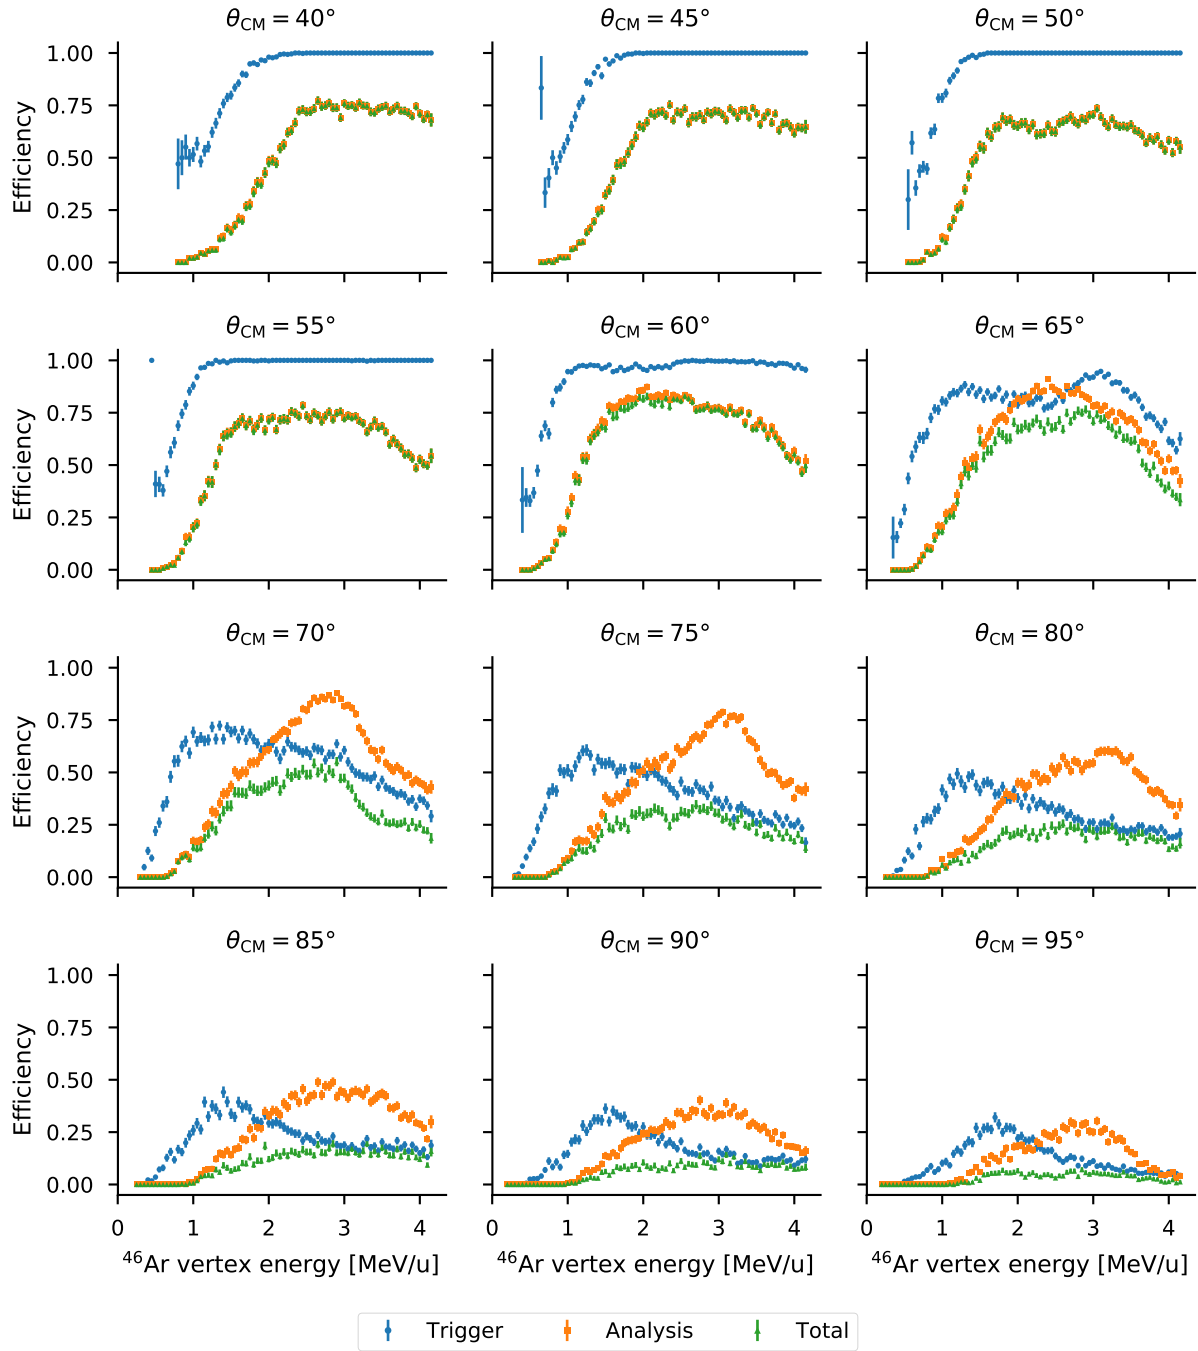 θCM = 40°
θCM = 45°
θCM = 50°
Efficiency
1.00
0.75
0.50
0.25
0.00
θCM = 55°
θCM = 60°
θCM = 65°
Efficiency
1.00
0.75
0.50
0.25
0.00
θCM = 70°
θCM = 75°
θCM = 80°
Efficiency
1.00
0.75
0.50
0.25
0.00
θCM = 85°
θCM = 90°
θCM = 95°
Efficiency
1.00
0.75
0.50
0.25
0.00
0 1 2 3 4
0 1 2 3 4
0 1 2 3 4
⁴⁶Ar vertex energy [MeV/u]
⁴⁶Ar vertex energy [MeV/u]
⁴⁶Ar vertex energy [MeV/u]
Trigger Analysis Total